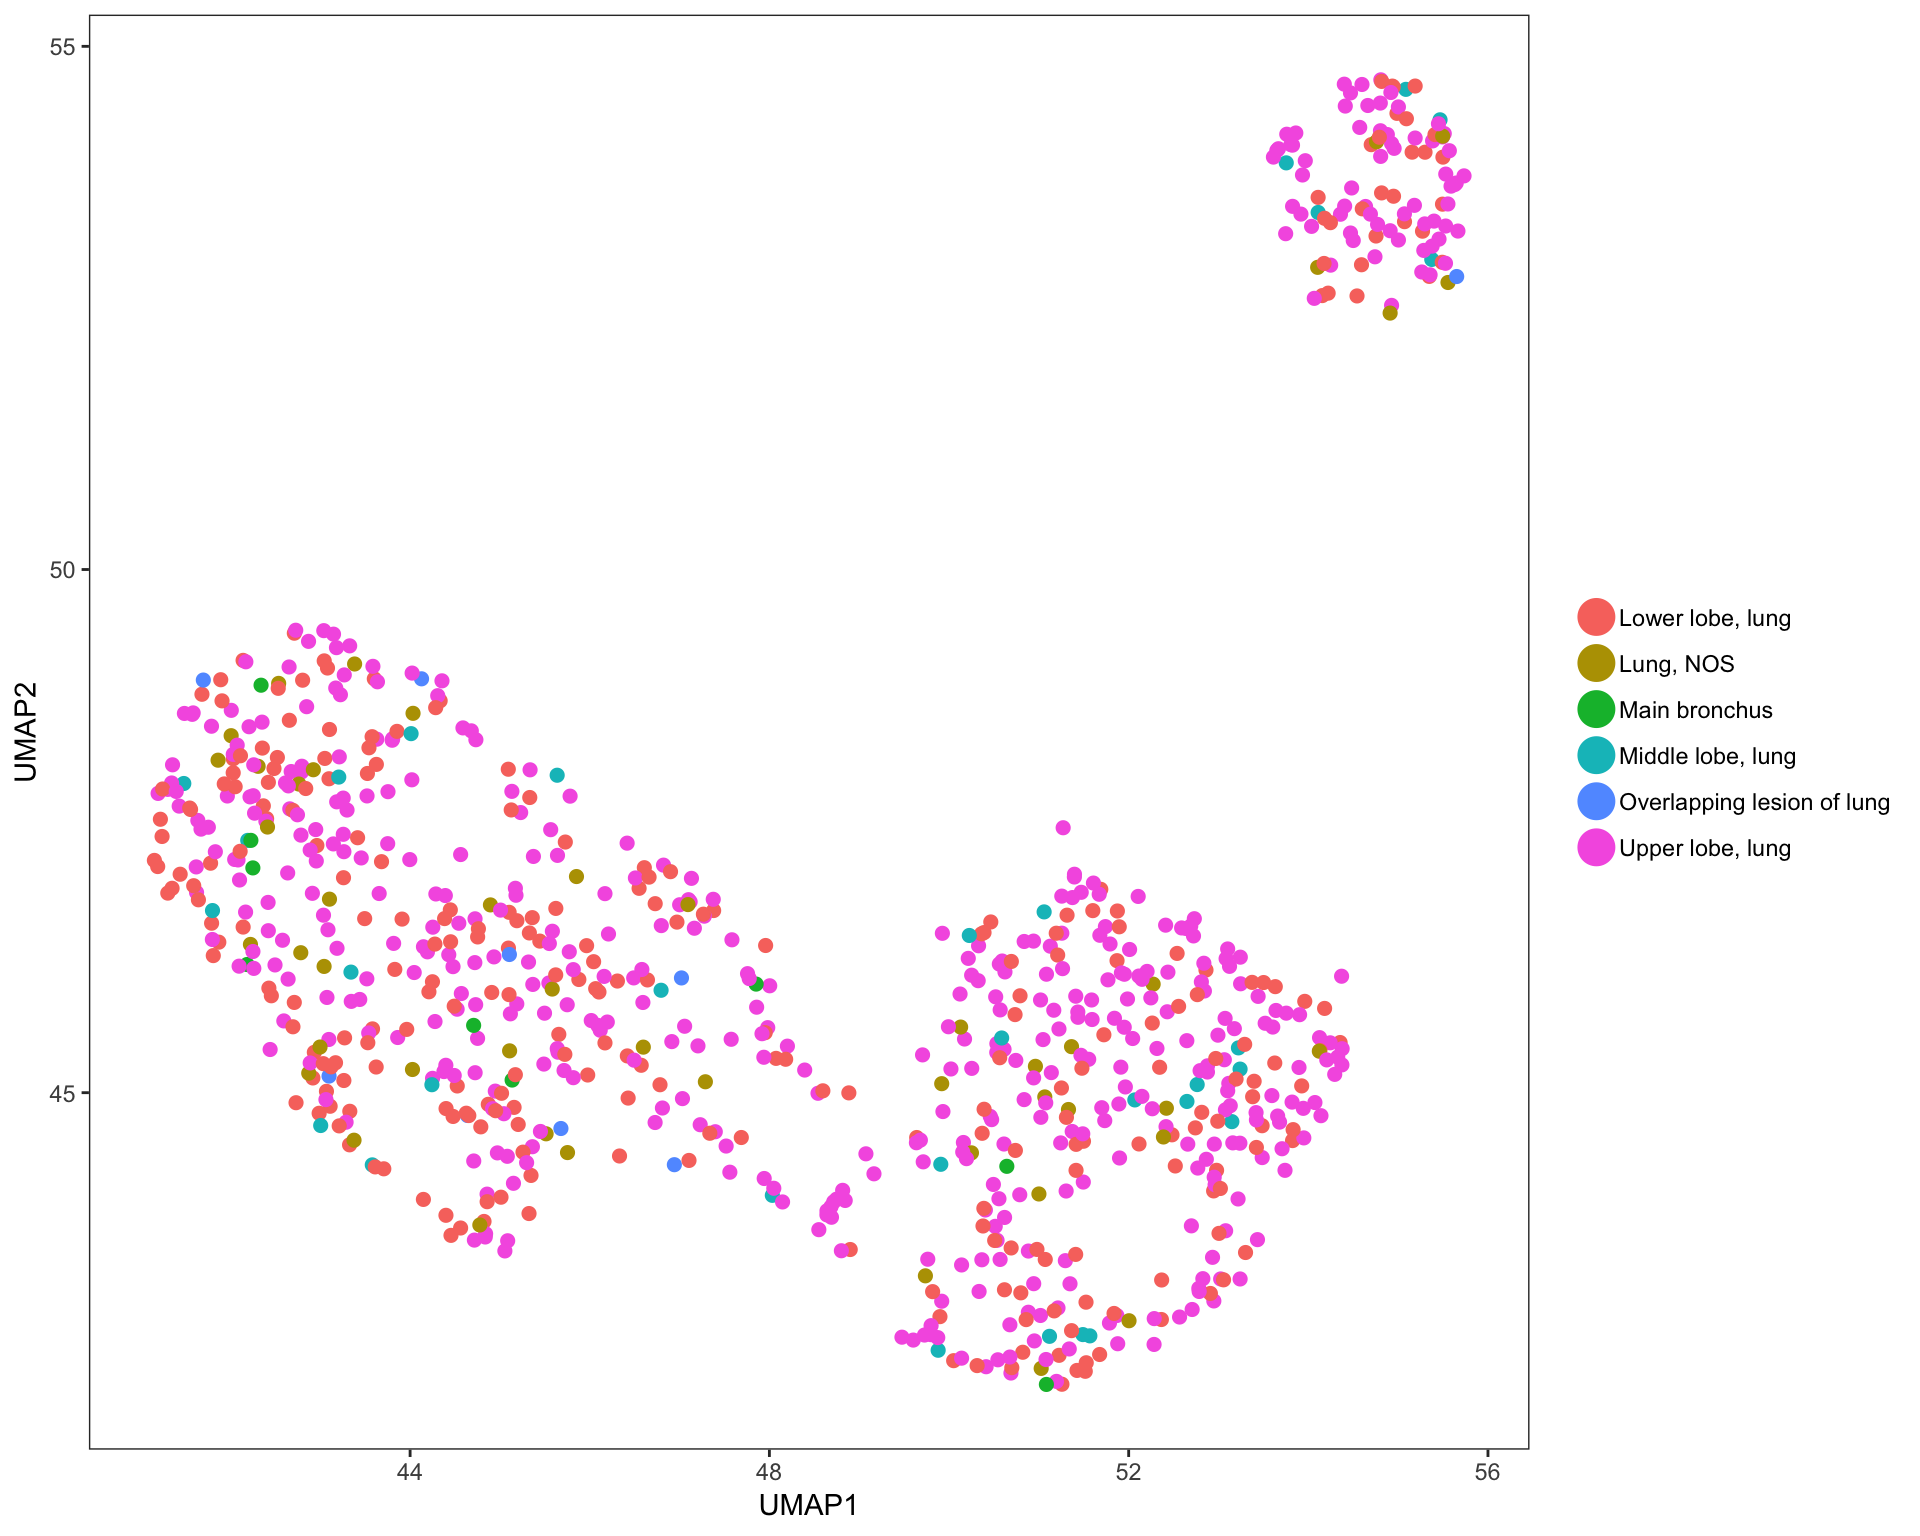 55
50
45
UMAP2
44
48
52
56
UMAP1
Lower lobe, lung
Lung, NOS
Main bronchus
Middle lobe, lung
Overlapping lesion of lung
Upper lobe, lung